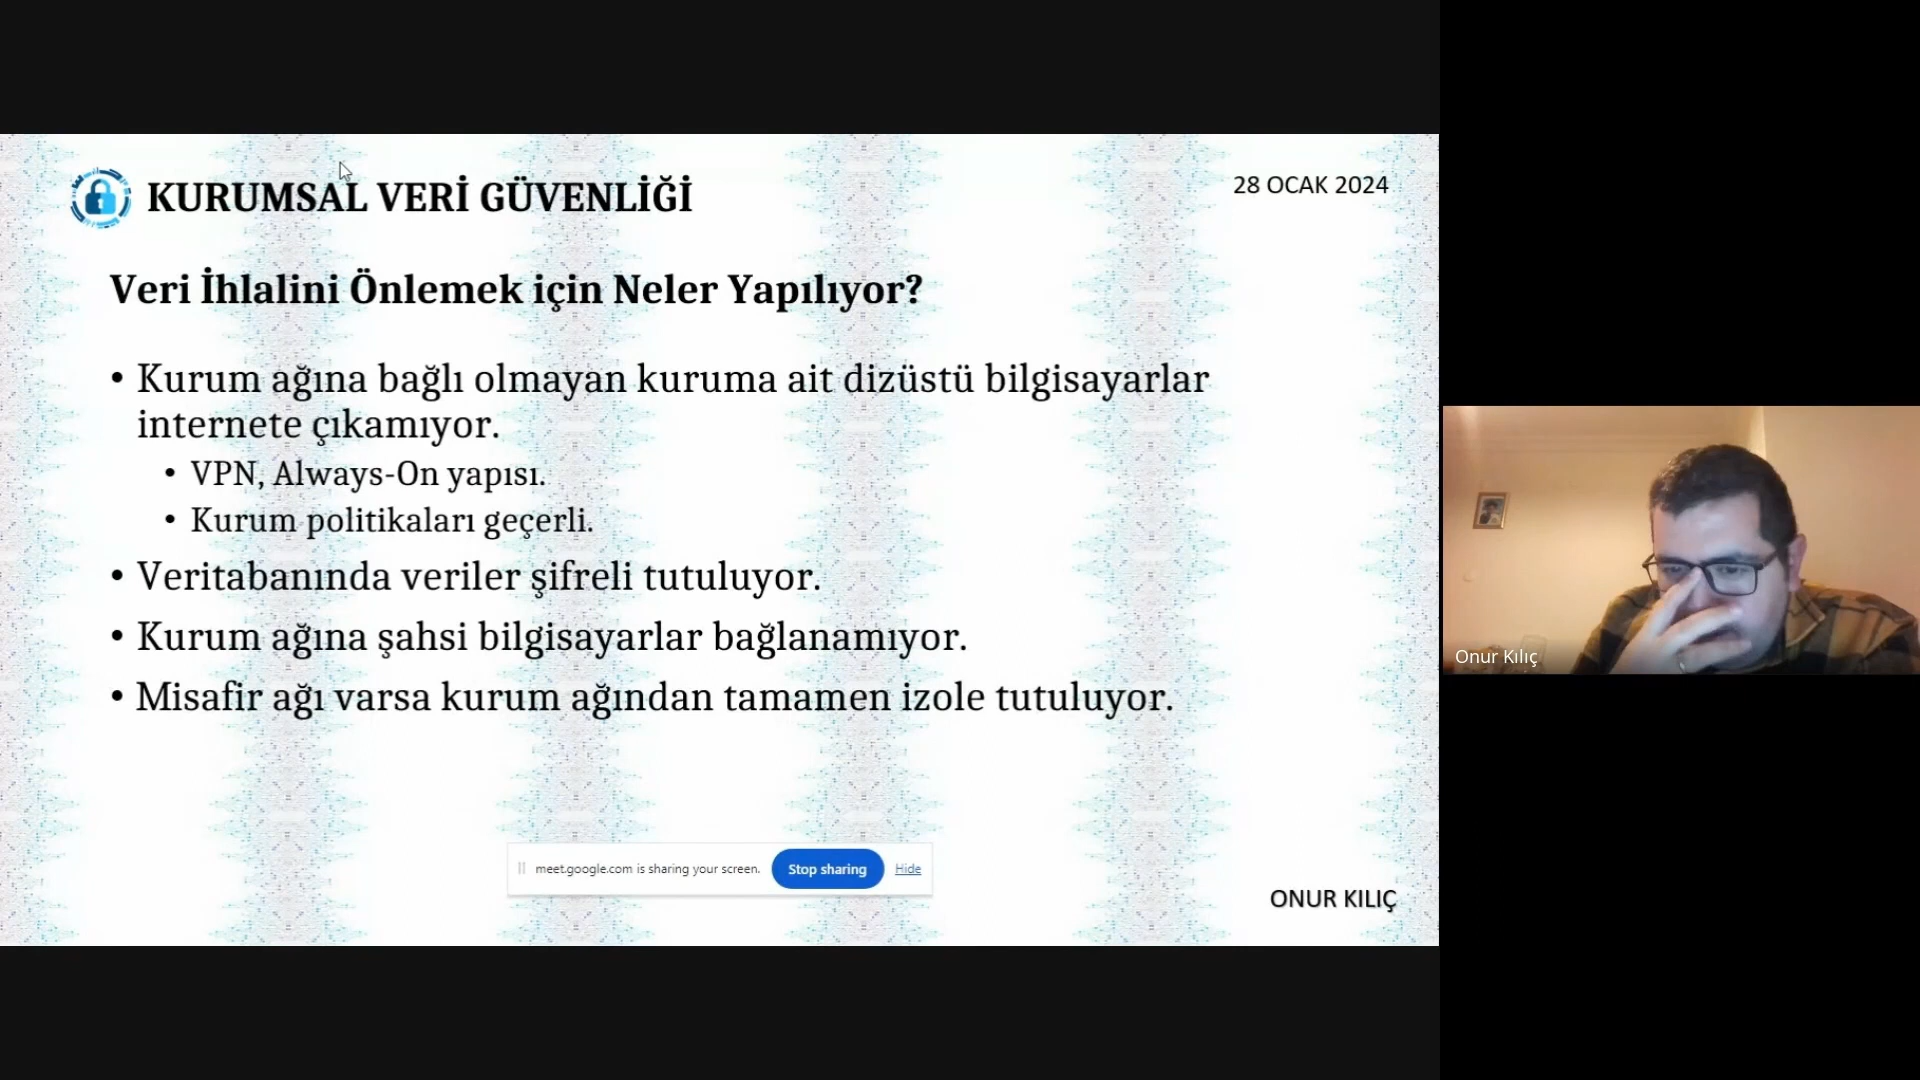 KURUMSAL VERİ GÜVENLİĞİ
28 OCAK 2024
Veri İhlalini Önlemek için Neler Yapılıyor?
• Kurum ağına bağlı olmayan kuruma ait dizüstü bilgisayarlar
internete çıkamıyor.
• VPN, Always-On yapısı.
• Kurum politikaları geçerli.
• Veritabanında veriler şifreli tutuluyor.
• Kurum ağına şahsi bilgisayarlar bağlanamıyor.
• Misafir ağı varsa kurum ağından tamamen izole tutuluyor.
meet.google.com is sharing your screen. Stop sharing Hide
ONUR KILIÇ
Onur Kılıç